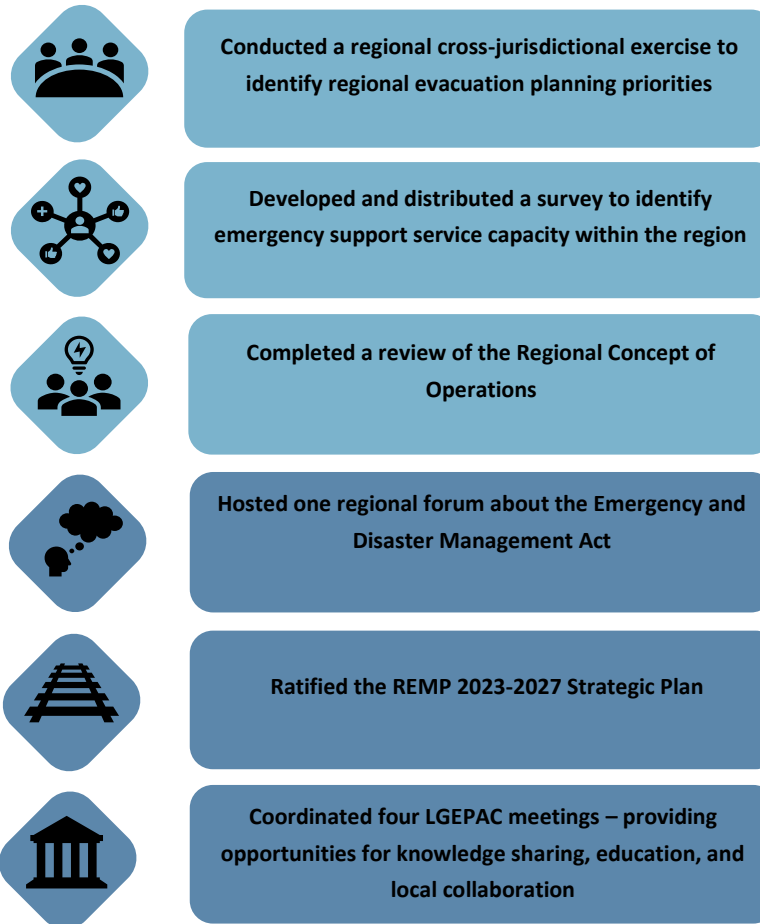 Conducted a regional cross-jurisdictional exercise to
identify regional evacuation planning priorities
Developed and distributed a survey to identify
emergency support service capacity within the region
Completed a review of the Regional Concept of
Operations
Hosted one regional forum about the Emergency and
Disaster Management Act
Ratified the REMP 2023-2027 Strategic Plan
Coordinated four LGEPAC meetings – providing
opportunities for knowledge sharing, education, and
local collaboration